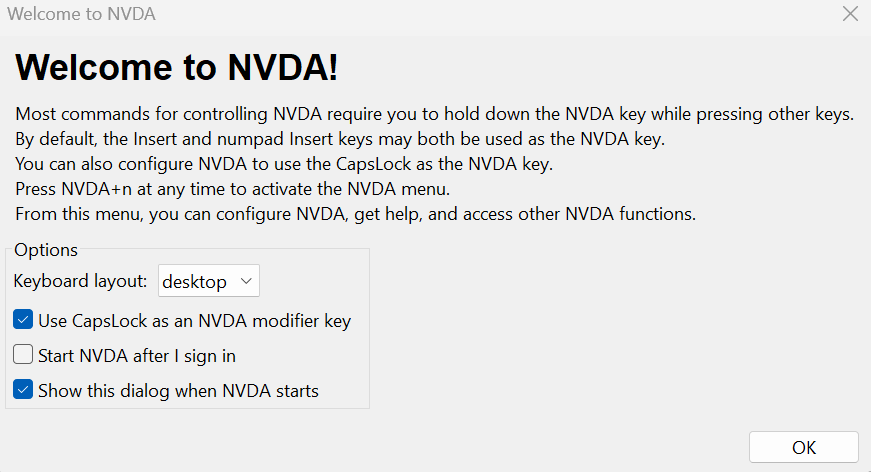 Welcome to NVDA
Welcome to NVDA!
Most commands for controlling NVDA require you to hold down the NVDA key while pressing other keys.
By default, the Insert and numpad Insert keys may both be used as the NVDA key.
You can also configure NVDA to use the CapsLock as the NVDA key.
Press NVDA+n at any time to activate the NVDA menu.
From this menu, you can configure NVDA, get help, and access other NVDA functions.
Options
Keyboard layout: desktop
Use CapsLock as an NVDA modifier key
Start NVDA after I sign in
Show this dialog when NVDA starts
OK